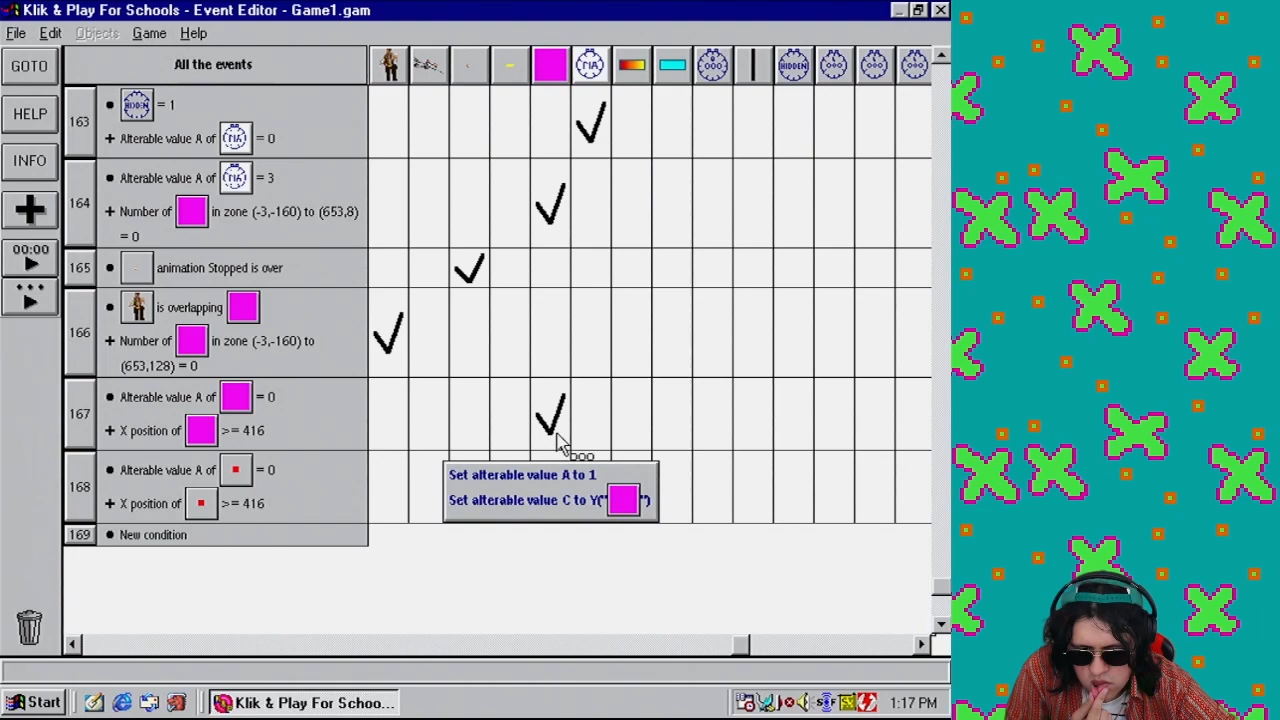 Klik & Play For Schools - Event Editor - Game1.gam
File Edit Objects Game Help
GOTO
All the events
HELP
INFO
00:00
163
HIDDEN = 1
+ Alterable value A of = 0
164
Alterable value A of = 3
+ Number of in zone (-3,-160) to (653,8)
= 0
165
animation Stopped is over
166
is overlapping
+ Number of in zone (-3,-160) to
(653,128) = 0
167
Alterable value A of = 0
+ X position of >= 416
168
Alterable value A of = 0
+ X position of >= 416
169
New condition
HIDDEN
Set alterable value A to 1
Set alterable value C to Y(" ")
Start
Klik & Play For Schoo...
1:17 PM